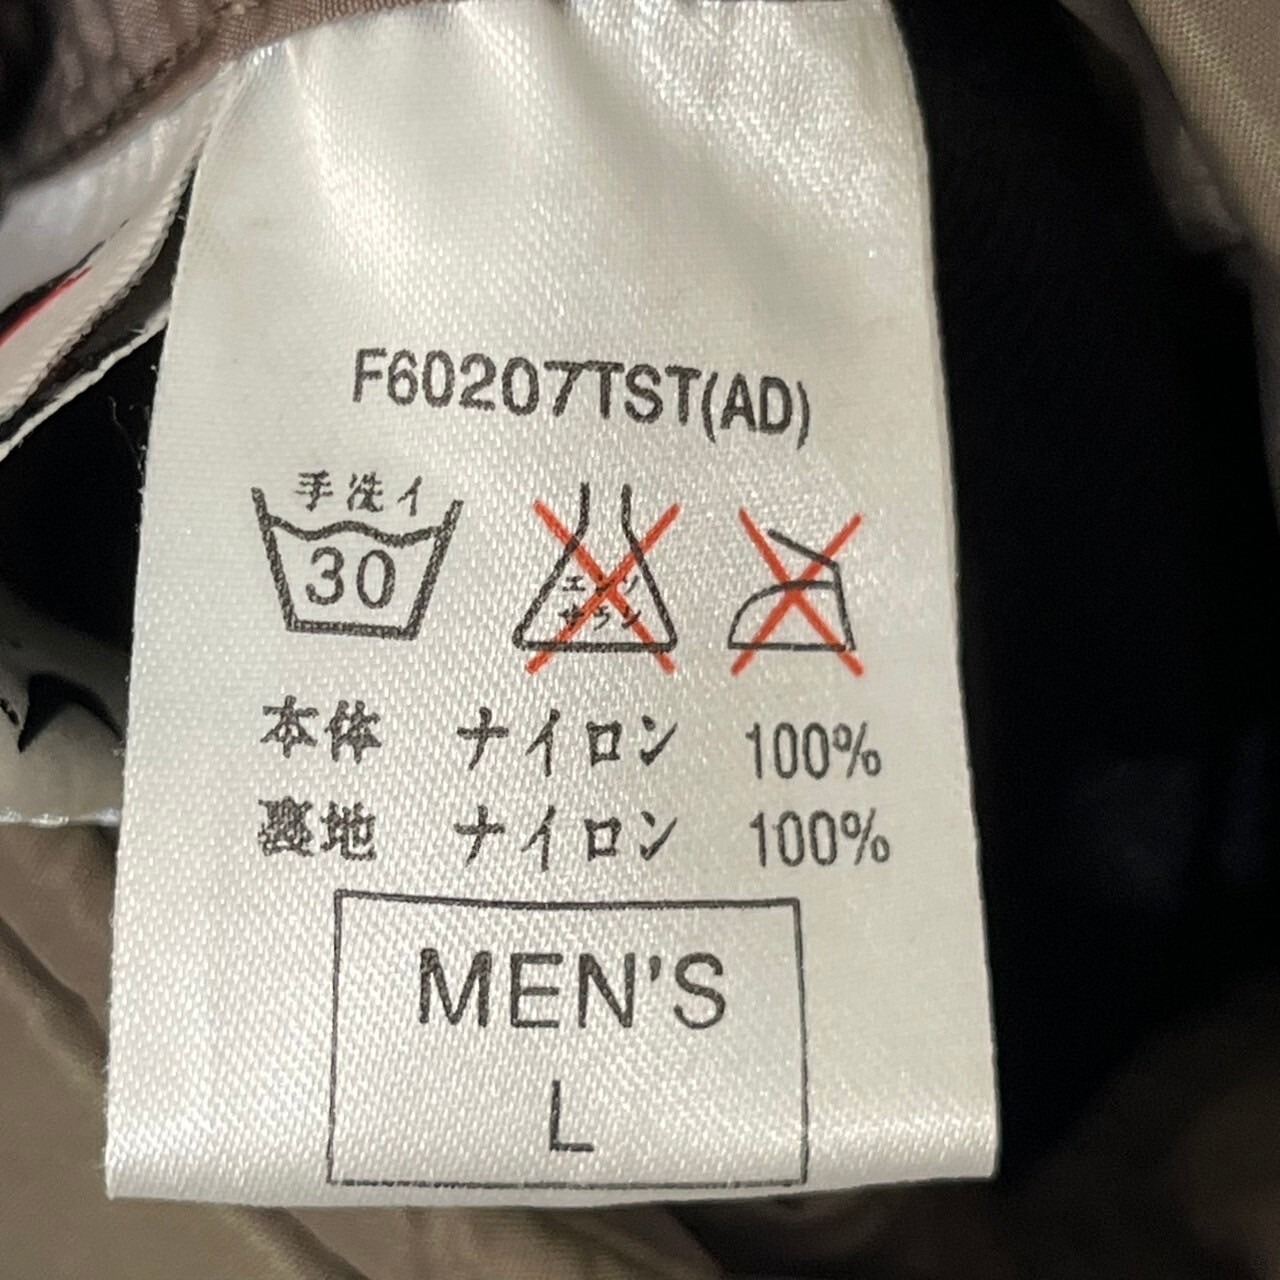 F60207TST(AD)
手洗イ
30
エンソ
サラシ
本体 ナイロン 100%
裏地 ナイロン 100%
MEN'S
L